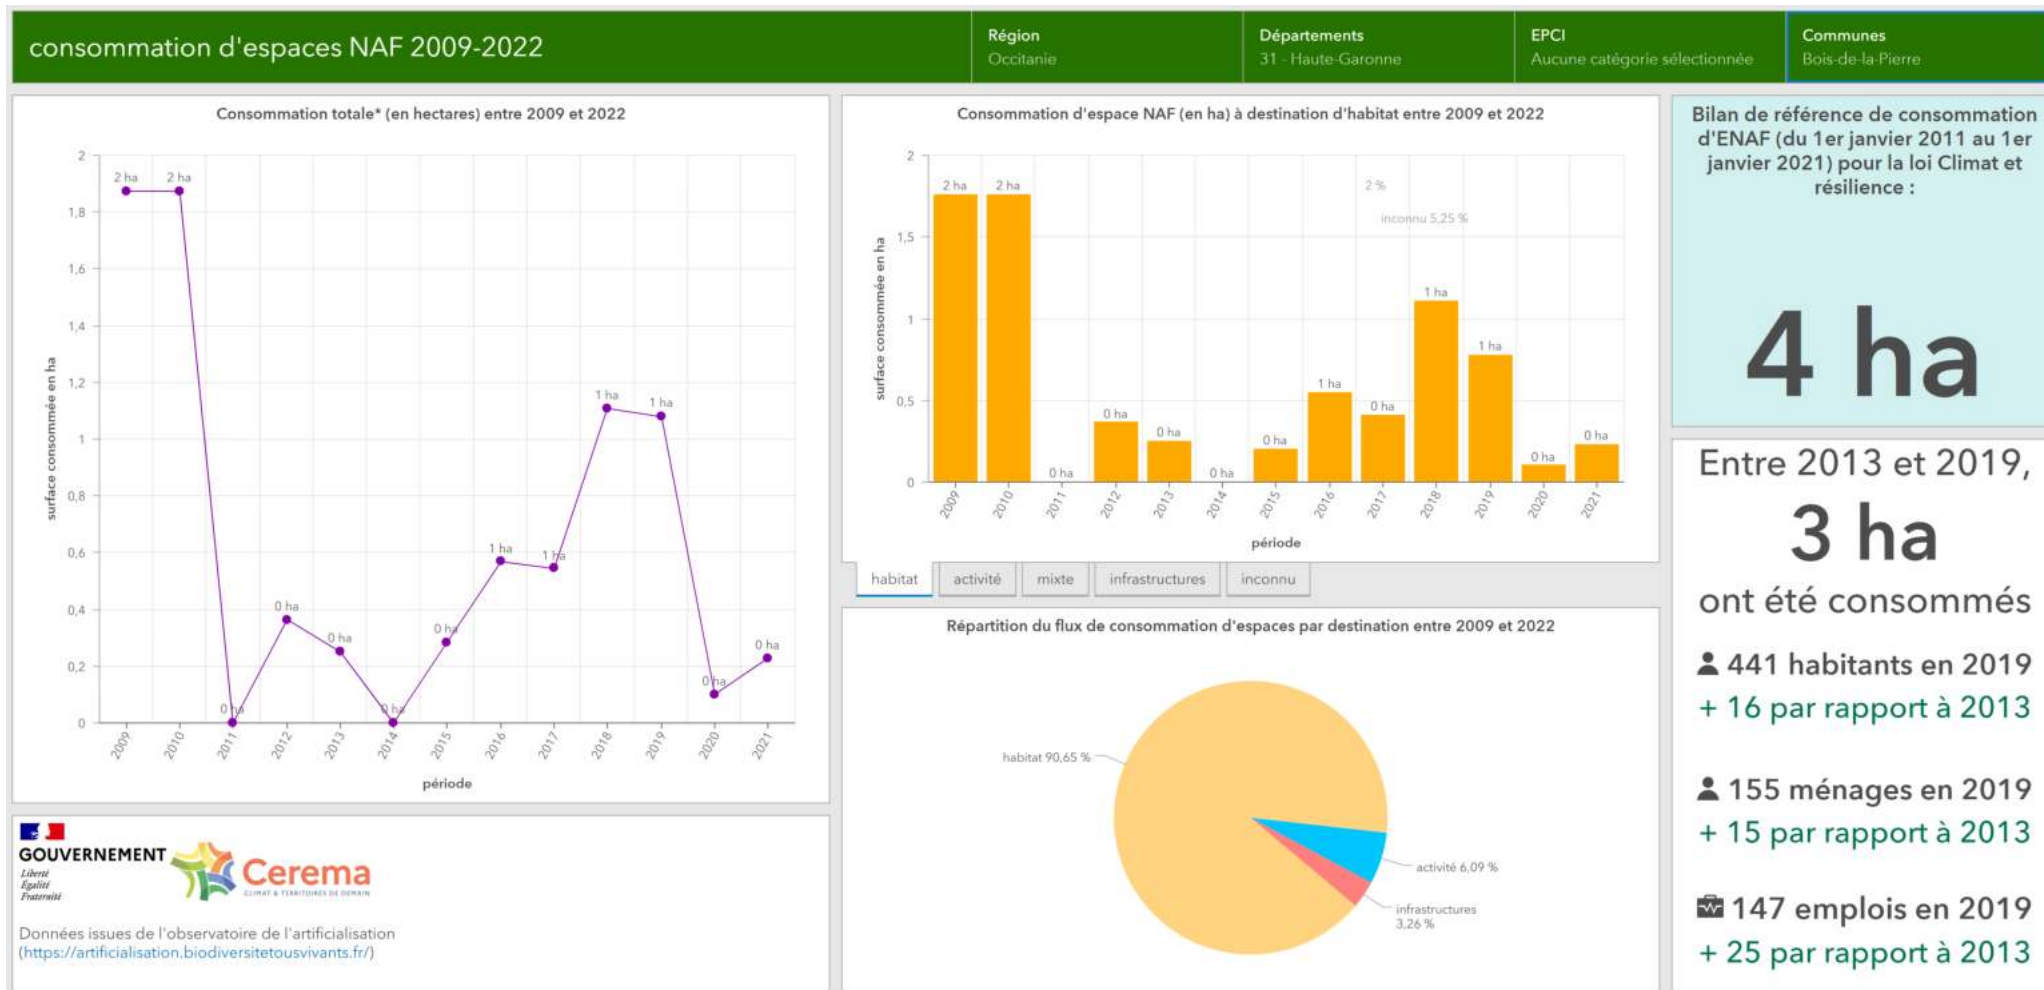 consommation d'espaces NAF 2009-2022
Région
Occitanie
Départements
31 - Haute-Garonne
EPCI
Aucune catégorie sélectionnée
Communes
Bois-de-la-Pierre
Consommation totale* (en hectares) entre 2009 et 2022
surface consommée en ha
2
1,8
1,6
1,4
1,2
1
0,8
0,6
0,4
0,2
0
2 ha
2 ha
0 ha
0 ha
0 ha
0 ha
0 ha
1 ha
1 ha
1 ha
1 ha
0 ha
0 ha
2009
2010
2011
2012
2013
2014
2015
2016
2017
2018
2019
2020
2021
période
GOUVERNEMENT
Liberté
Égalité
Fraternité
Cerema
CLIMAT & TERRITOIRES DE DEMAIN
Données issues de l'observatoire de l'artificialisation
(https://artificialisation.biodiversitetousvivants.fr/)
Consommation d'espace NAF (en ha) à destination d'habitat entre 2009 et 2022
surface consommée en ha
2
1,5
1
0,5
0
2 %
inconnu 5,25 %
2 ha
2 ha
0 ha
0 ha
0 ha
0 ha
0 ha
1 ha
0 ha
1 ha
1 ha
0 ha
0 ha
2009
2010
2011
2012
2013
2014
2015
2016
2017
2018
2019
2020
2021
période
habitat
activité
mixte
infrastructures
inconnu
Répartition du flux de consommation d'espaces par destination entre 2009 et 2022
habitat 90,65 %
activité 6,09 %
infrastructures
3,26 %
Bilan de référence de consommation
d'ENAF (du 1er janvier 2011 au 1er
janvier 2021) pour la loi Climat et
résilience :
4 ha
Entre 2013 et 2019,
3 ha
ont été consommés
441 habitants en 2019
+ 16 par rapport à 2013
155 ménages en 2019
+ 15 par rapport à 2013
147 emplois en 2019
+ 25 par rapport à 2013